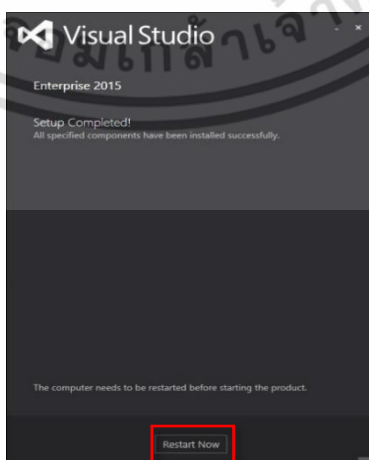 Visual Studio
Enterprise 2015
Setup Completed!
All specified components have been installed successfully.
The computer needs to be restarted before starting the product.
Restart Now